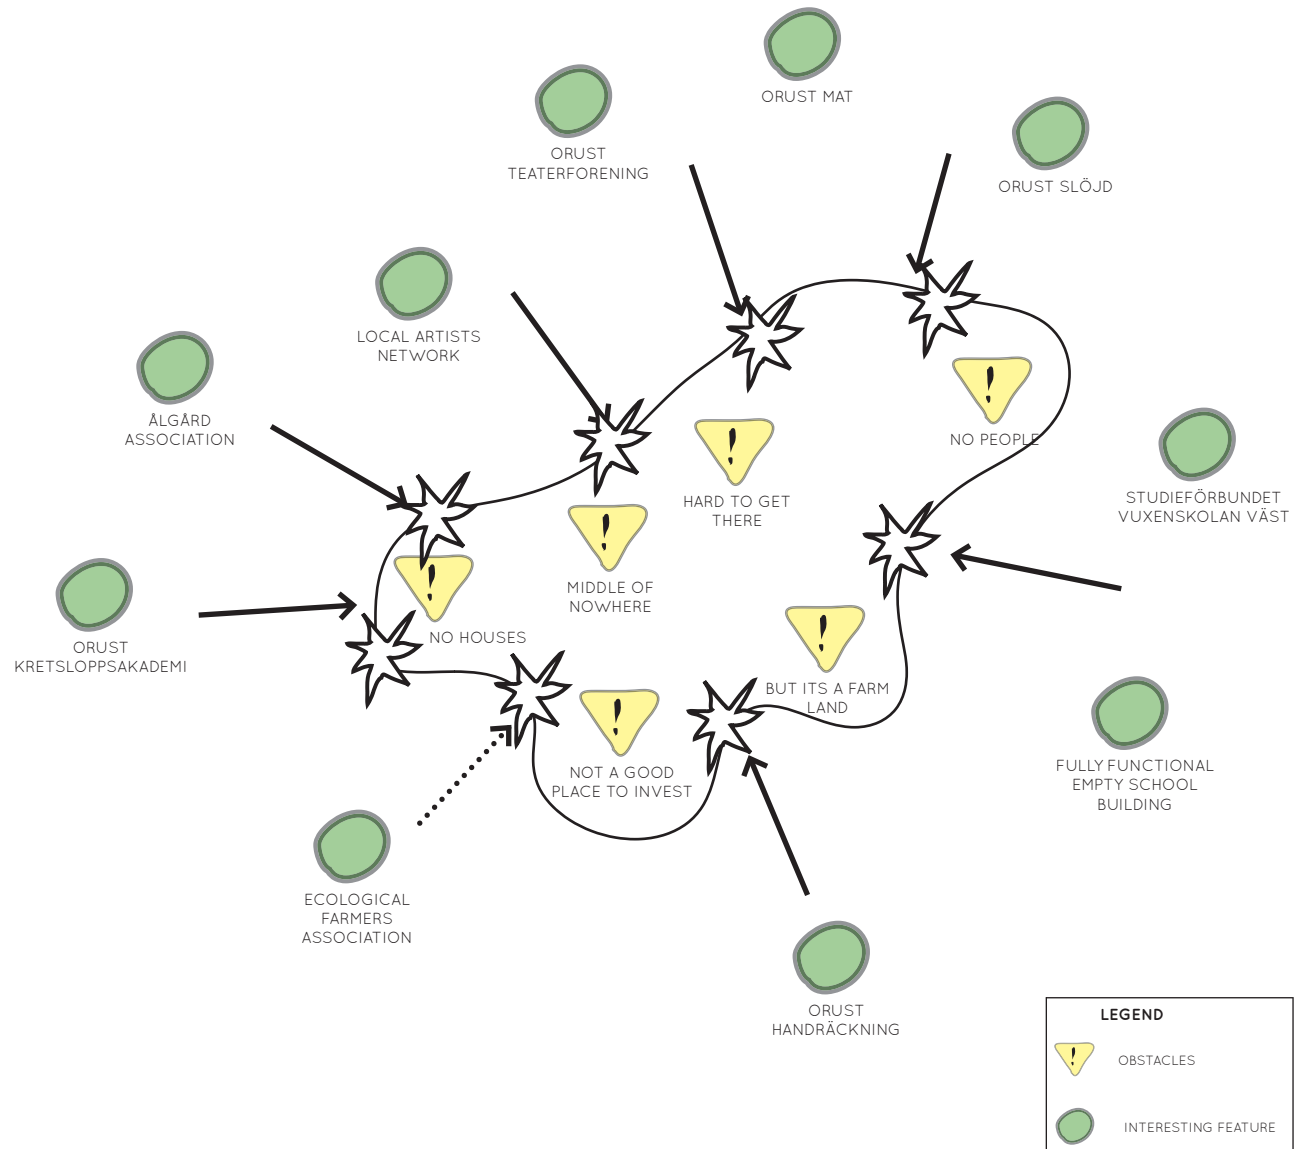 ORUST MAT
ORUST
TEATERFORENING
ORUST SLÖJD
LOCAL ARTISTS
NETWORK
ÅLGÅRD
ASSOCIATION
NO PEOPLE
HARD TO GET
THERE
STUDIEFÖRBUNDET
VUXENSKOLAN VÄST
MIDDLE OF
NOWHERE
NO HOUSES
ORUST
KRETSLOPPSAKADEMI
BUT ITS A FARM
LAND
NOT A GOOD
PLACE TO INVEST
FULLY FUNCTIONAL
EMPTY SCHOOL
BUILDING
ECOLOGICAL
FARMERS
ASSOCIATION
ORUST
HANDRÄCKNING
LEGEND
OBSTACLES
INTERESTING FEATURE